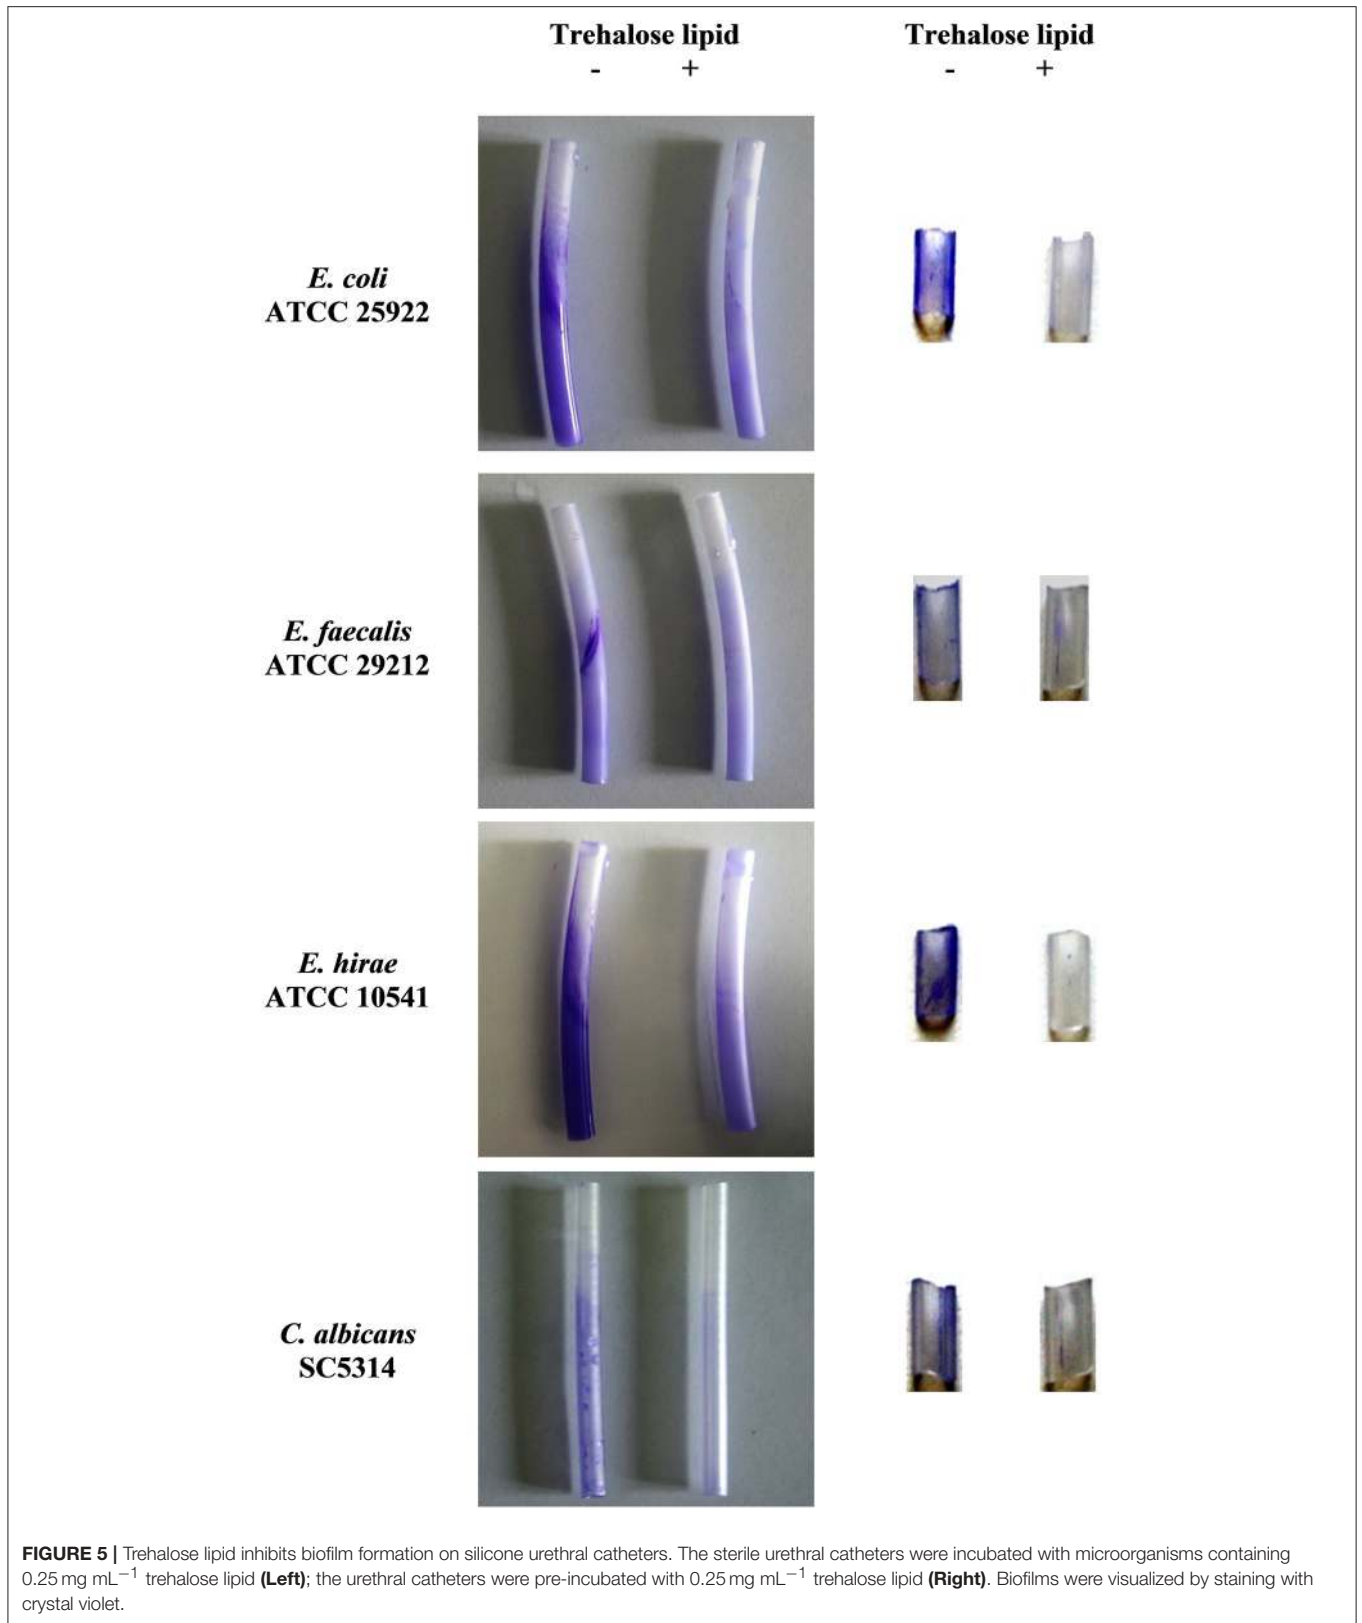 Trehalose lipid Trehalose lipid
- + - +
E. coli
ATCC 25922
E. faecalis
ATCC 29212
E. hirae
ATCC 10541
C. albicans
SC5314
FIGURE 5 | Trehalose lipid inhibits biofilm formation on silicone urethral catheters. The sterile urethral catheters were incubated with microorganisms containing
0.25 mg mL−1 trehalose lipid (Left); the urethral catheters were pre-incubated with 0.25 mg mL−1 trehalose lipid (Right). Biofilms were visualized by staining with
crystal violet.